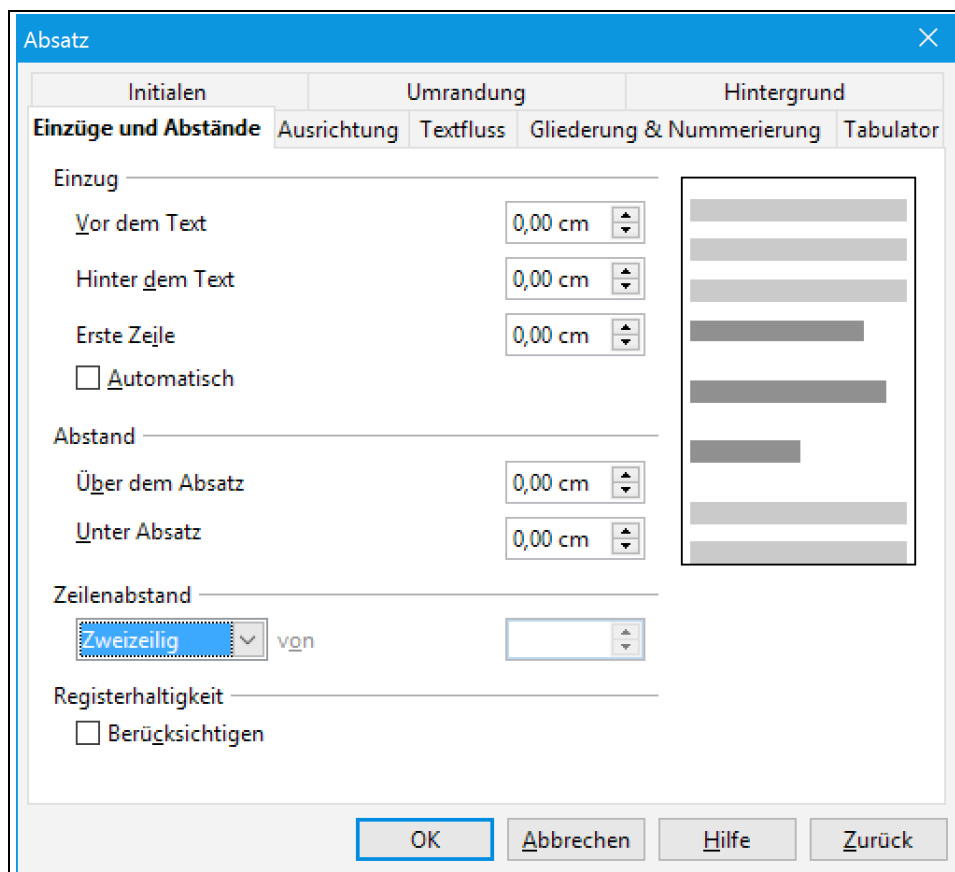 Absatz
Initialen Umrandung Hintergrund
Einzüge und Abstände Ausrichtung Textfluss Gliederung & Nummerierung Tabulator
Einzug
Vor dem Text 0,00 cm
Hinter dem Text 0,00 cm
Erste Zeile 0,00 cm
Automatisch
Abstand
Über dem Absatz 0,00 cm
Unter Absatz 0,00 cm
Zeilenabstand
Zweizeilig von
Registerhaltigkeit
Berücksichtigen
OK Abbrechen Hilfe Zurück